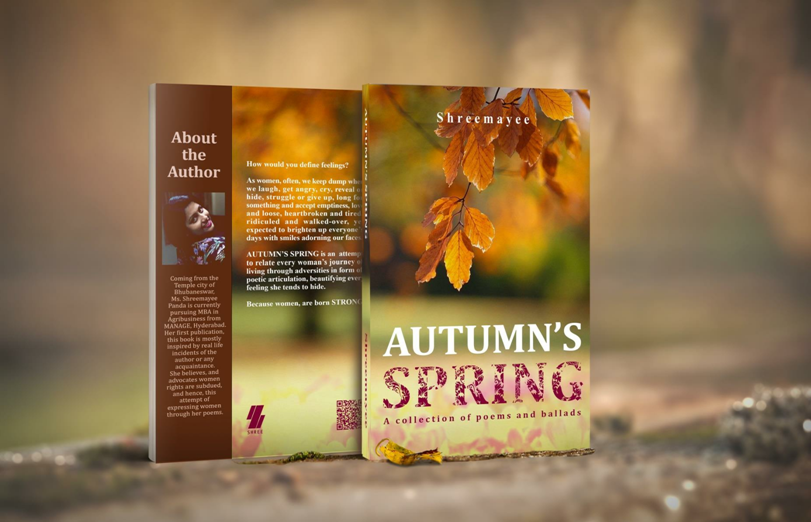 About
the
Author
Coming from the
Temple city of
Bhubaneswar,
Ms. Shreemayee
Panda is currently
pursuing MBA in
Agribusiness from
MANAGE, Hyderabad.
Her first publication,
this book is mostly
inspired by real life
incidents of the
author or any
acquaintance.
She believes, and
advocates women
rights are subdued,
and hence, this
attempt of
expressing women
through her poems.
How would you define feelings?
As women, often, we keep dump
we laugh, get angry, cry, reveal
hide, struggle or give up, long
something and accept emptiness,
and loose, heartbroken and tired
ridiculed and walked-over,
expected to brighten up everyone
days with smiles adorning our faces
AUTUMN'S SPRING is an
to relate every woman's journey
living through adversities in form
poetic articulation, beautifying
feeling she tends to hide.
Because women, are born STRONG
AUTUMN'S SPRING
Shreemayee
AUTUMN'S
SPRING
A collection of poems and ballads